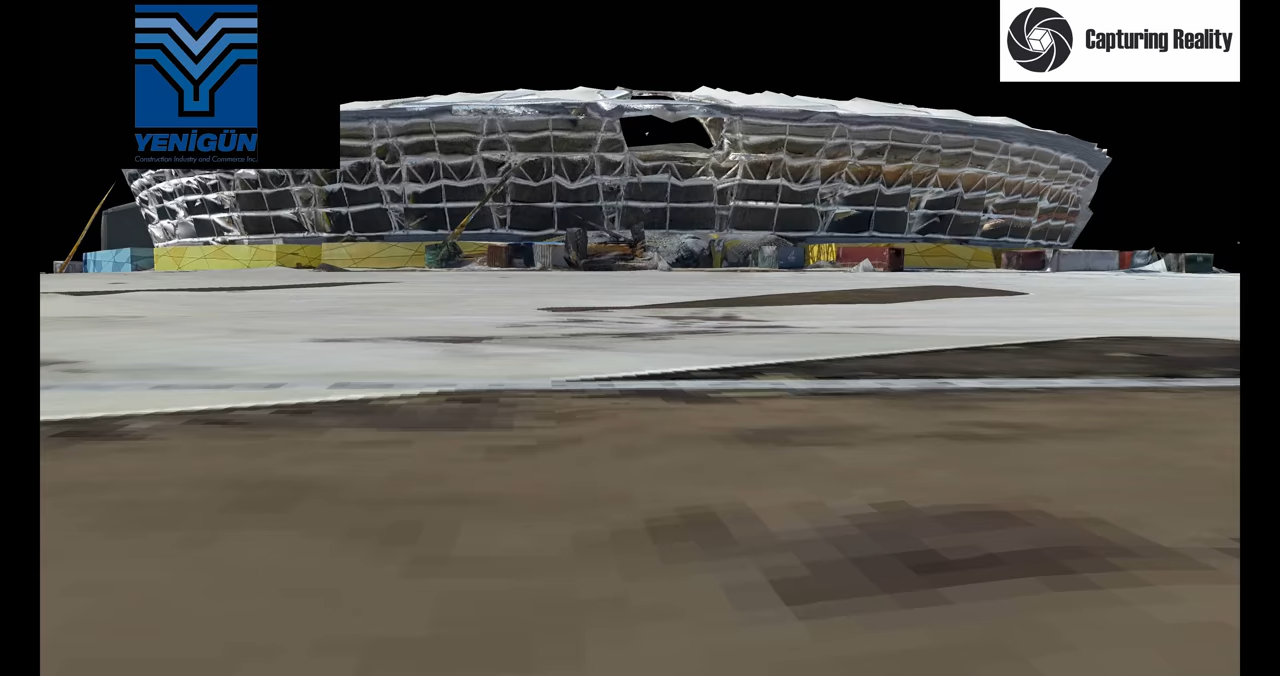 YENİGÜN
Construction Industry and Commerce Inc.
Capturing Reality